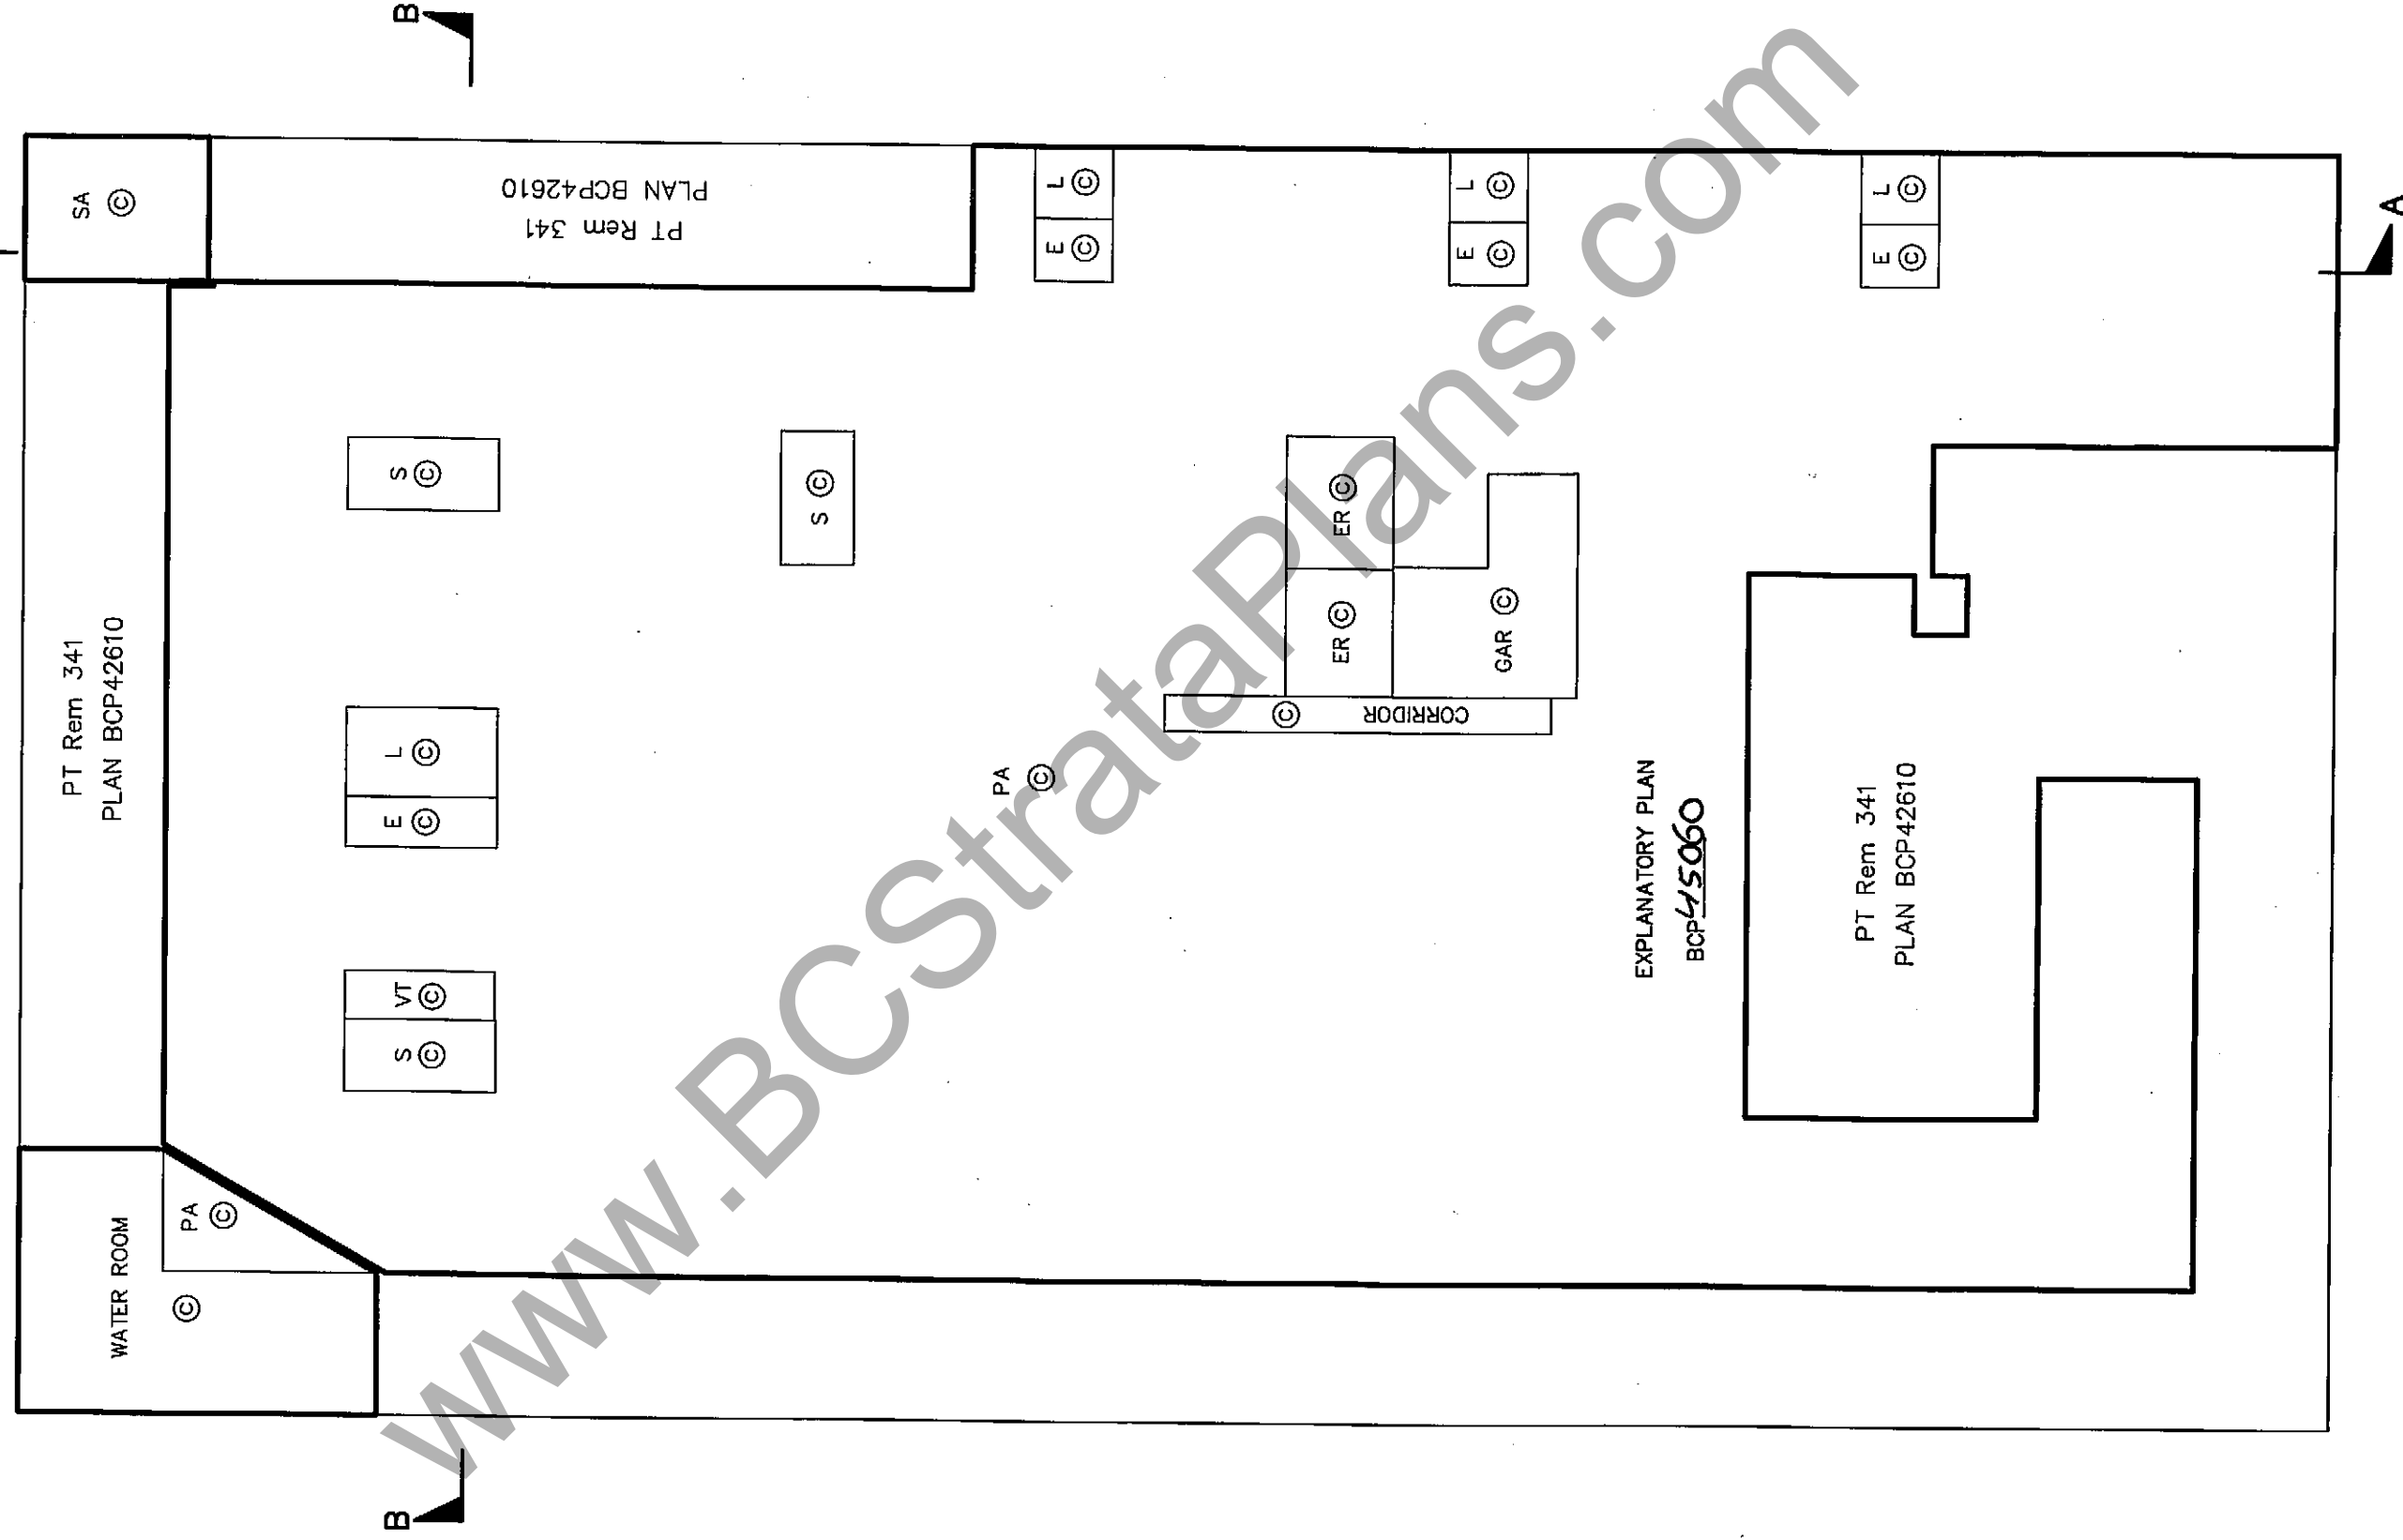 B
SA ©
PT Rem 341
PLAN BCP42610
PT Rem 341
PLAN BCP42610
L ©
E ©
L ©
E ©
L ©
E ©
A
S ©
S ©
ER ©
ER ©
GAR ©
CORRIDOR ©
L ©
E ©
PA ©
VT ©
S ©
EXPLANATORY PLAN
BCP45060
PT Rem 341
PLAN BCP42610
PA ©
WATER ROOM
©
B
www.BCStrataPlans.com